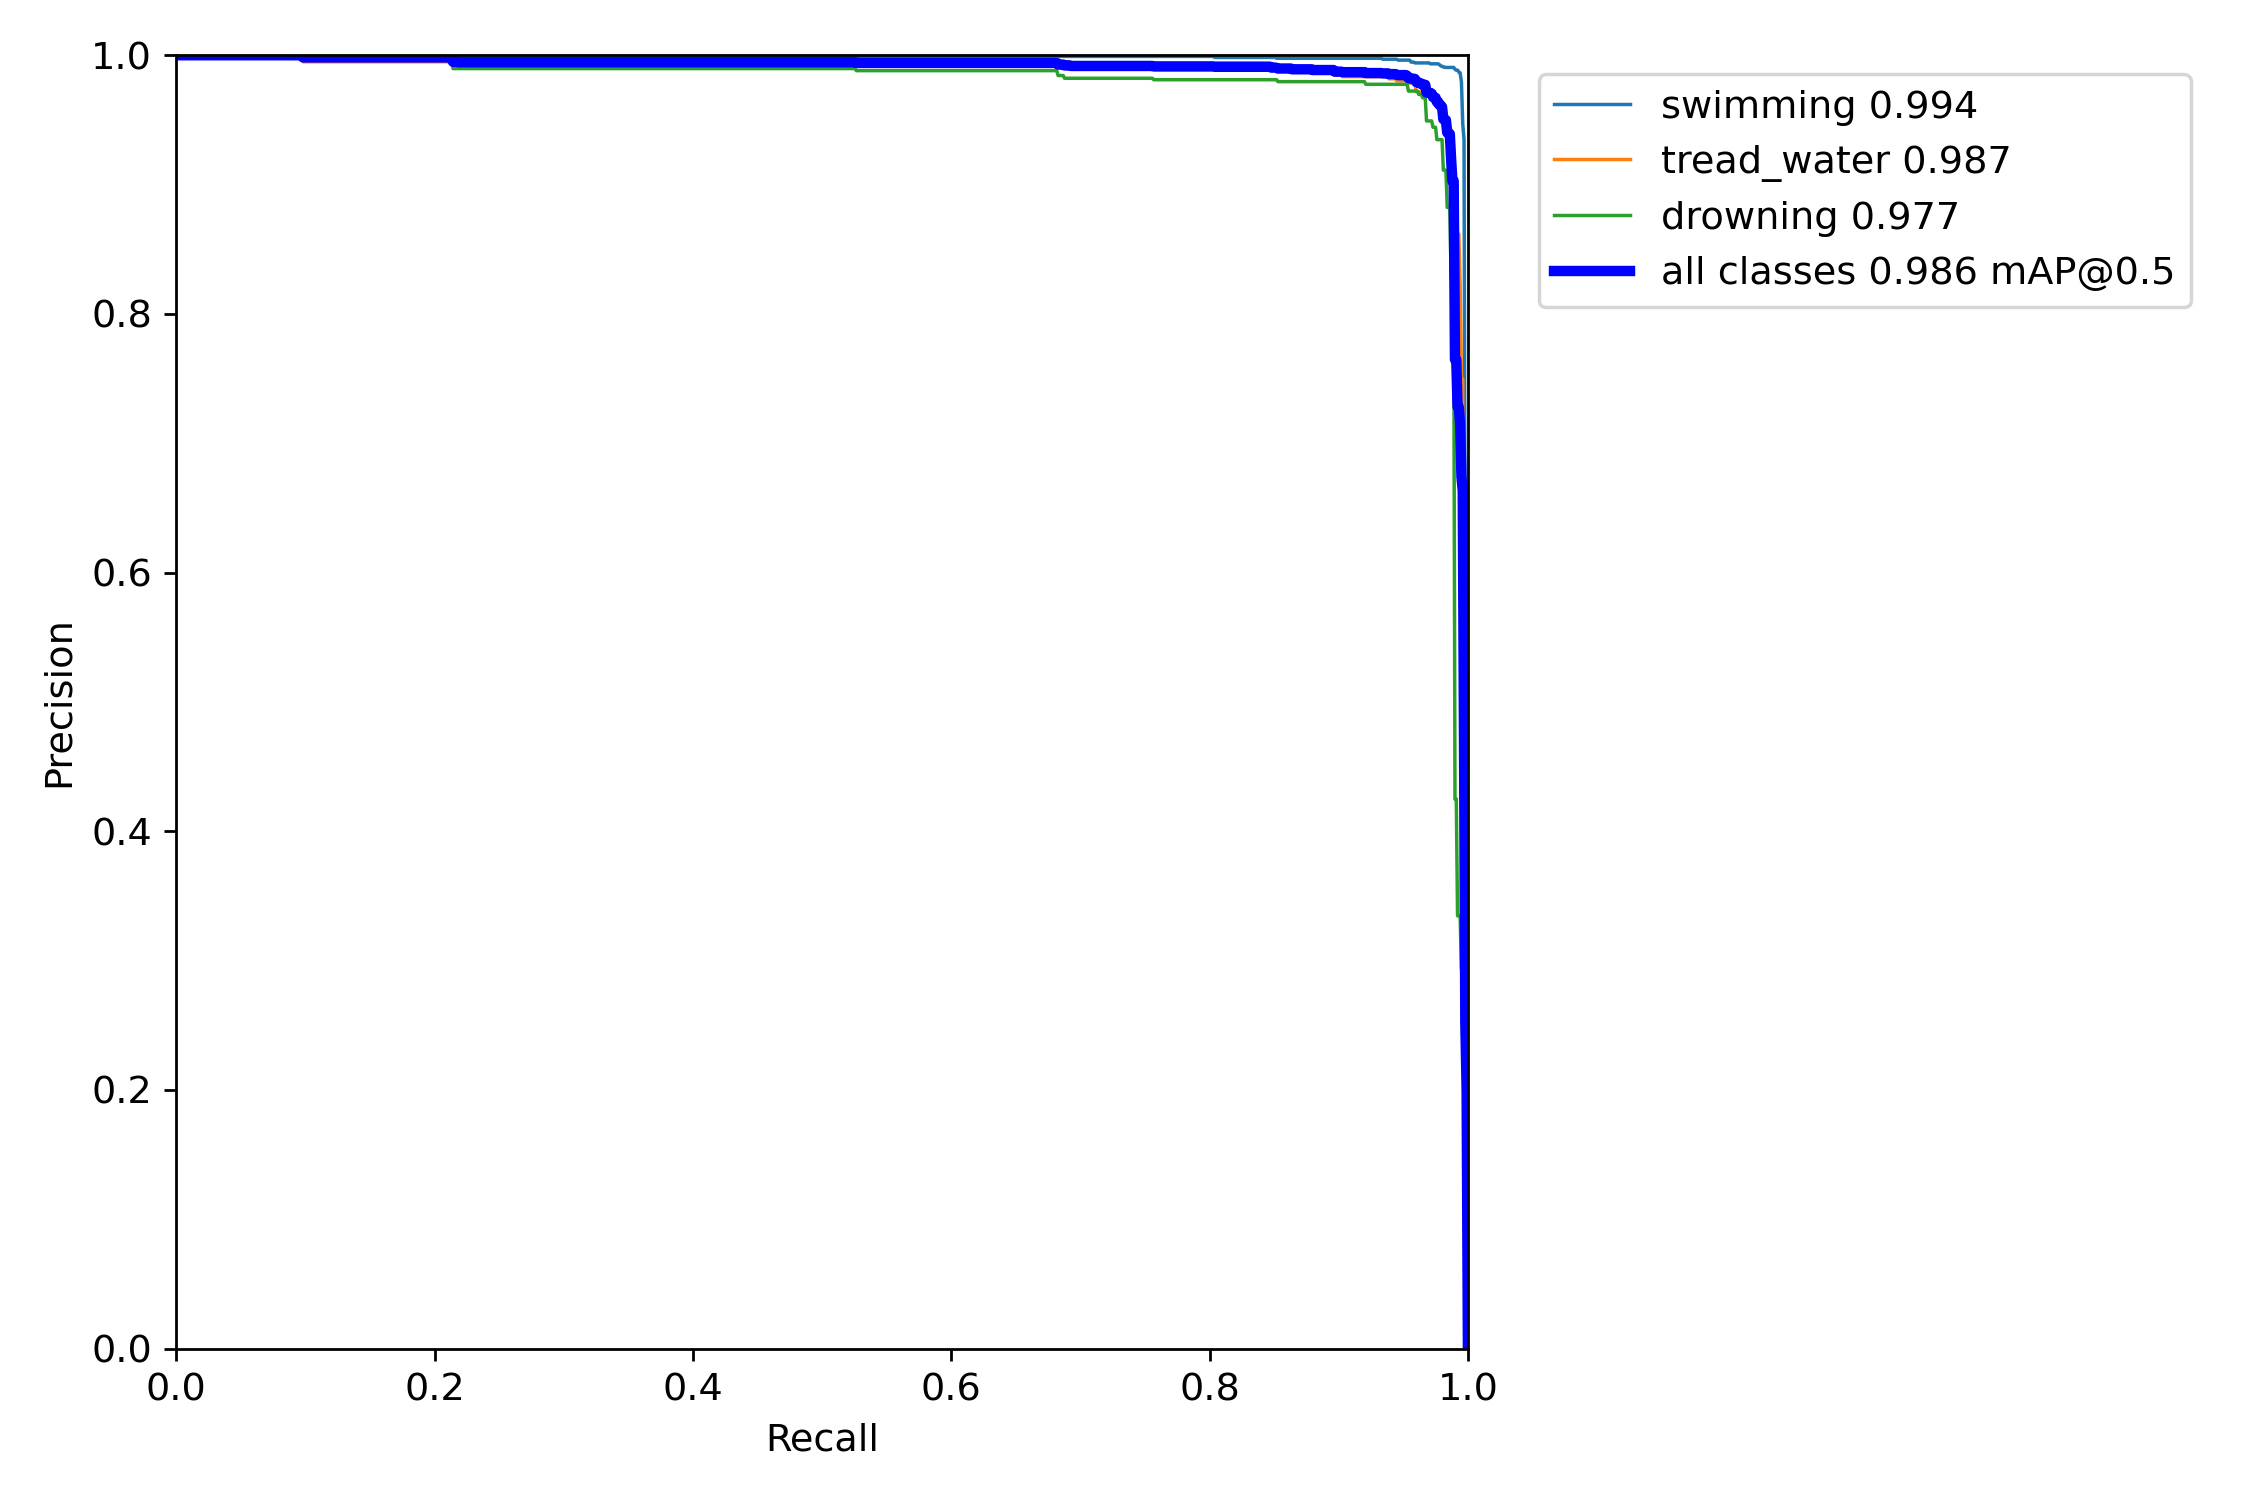 1.0
0.8
0.6
0.4
0.2
0.0
0.0 0.2 0.4 0.6 0.8 1.0
Precision
Recall
swimming 0.994
tread_water 0.987
drowning 0.977
all classes 0.986 mAP@0.5